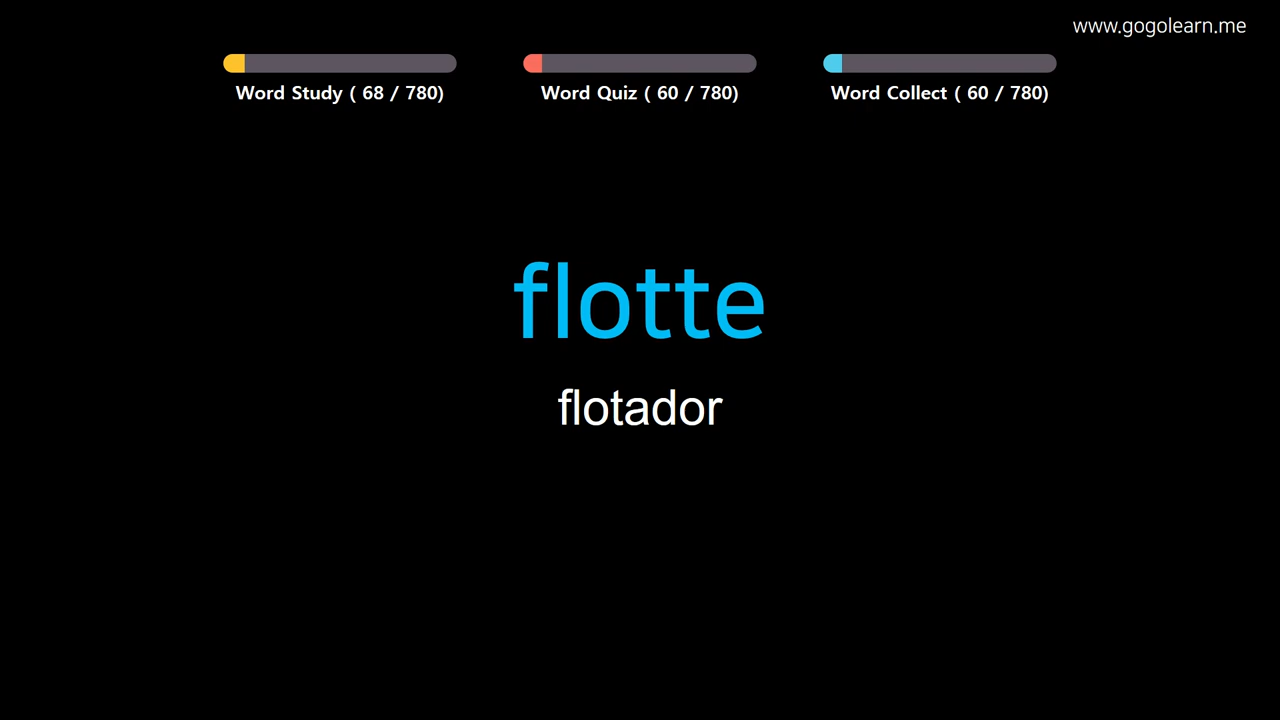 www.gogolearn.me
Word Study ( 68 / 780)
Word Quiz ( 60 / 780)
Word Collect ( 60 / 780)
flotte
flotador